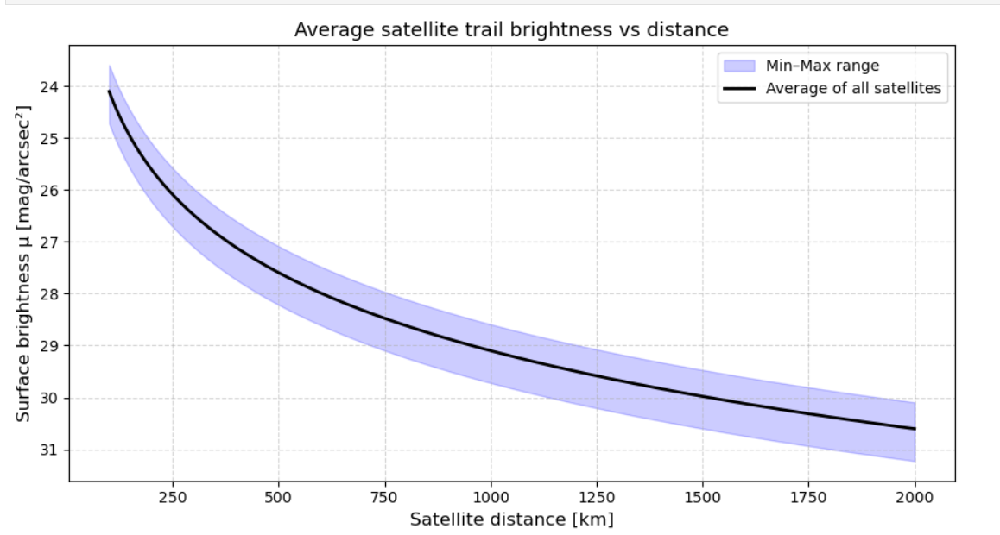 Average satellite trail brightness vs distance
Min–Max range
Average of all satellites
Surface brightness μ [mag/arcsec²]
24
25
26
27
28
29
30
31
250 500 750 1000 1250 1500 1750 2000
Satellite distance [km]